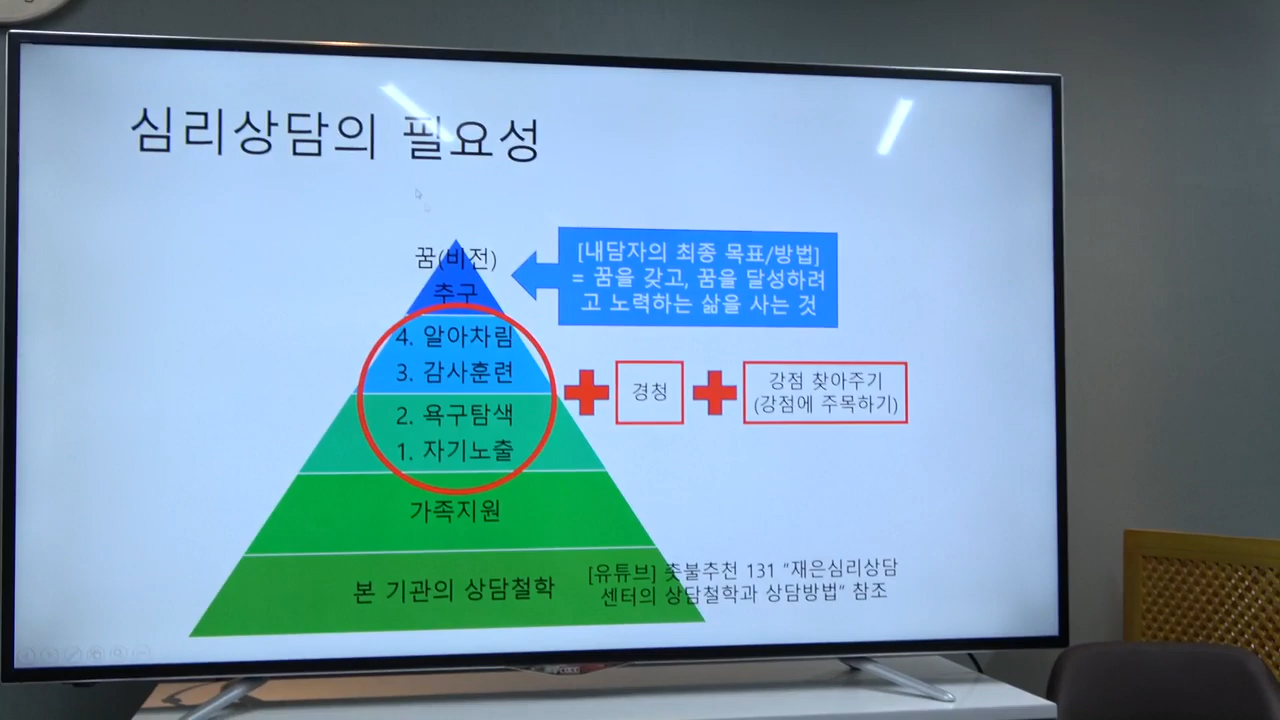 심리상담의 필요성
꿈(비전)
추구
[내담자의 최종 목표/방법]
= 꿈을 갖고, 꿈을 달성하려
고 노력하는 삶을 사는 것
4. 알아차림
3. 감사훈련
2. 욕구탐색
1. 자기노출
경청
강점 찾아주기
(강점에 주목하기)
가족지원
본 기관의 상담철학
[유튜브] 촛불추천 131 "재은심리상담
센터의 상담철학과 상담방법" 참조